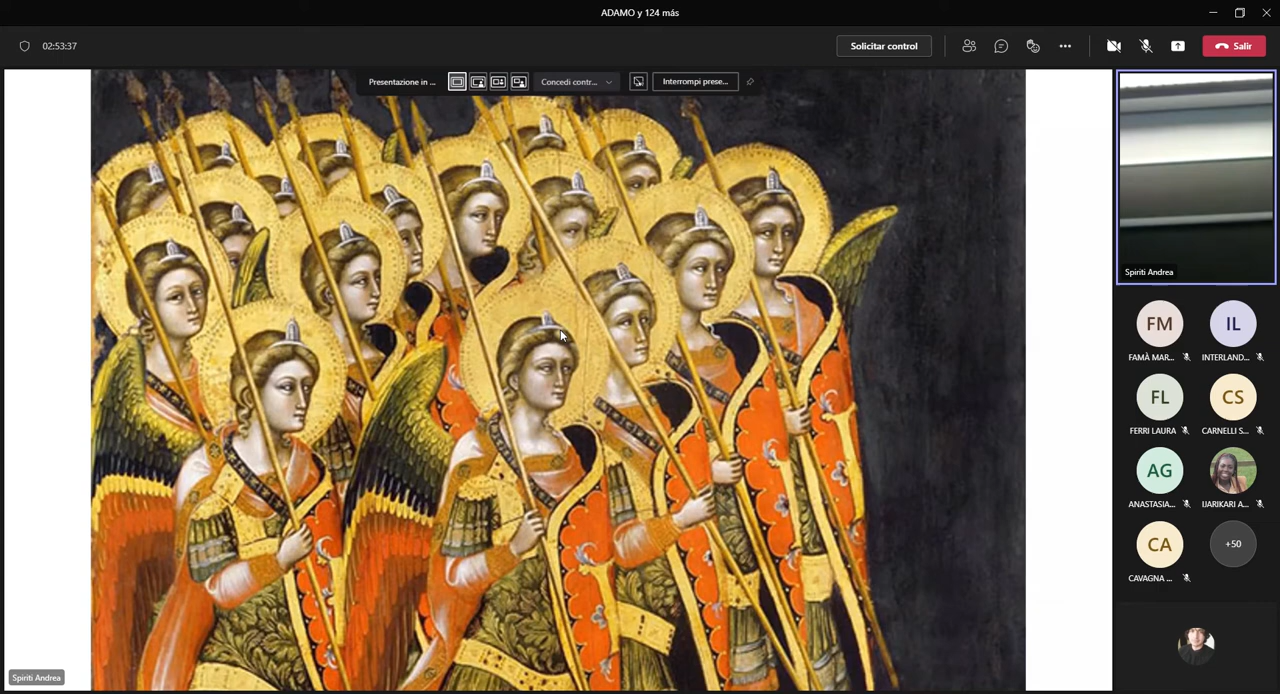 ADAMO y 124 más
02:53:37
Solicitar control
Salir
Presentazione in ...
Concedi contr...
Interrompi prese...
Spiriti Andrea
FM
IL
FAMÀ MAR...
INTERLAND...
FL
CS
FERRI LAURA
CARNELLI S...
AG
ANASTASIA...
IJARIKARI A...
CA
+50
CAVAGNA ...
Spiriti Andrea